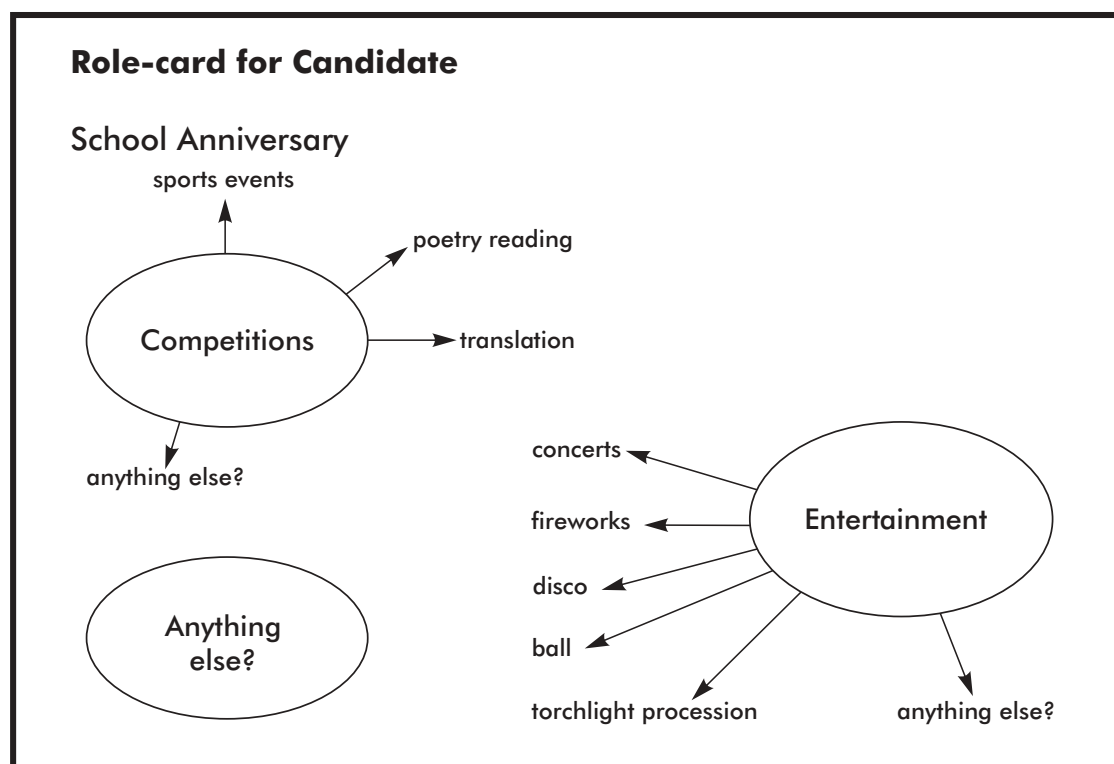 Role-card for Candidate
School Anniversary
sports events
poetry reading
Competitions
translation
anything else?
concerts
fireworks
Entertainment
disco
ball
torchlight procession
anything else?
Anything
else?